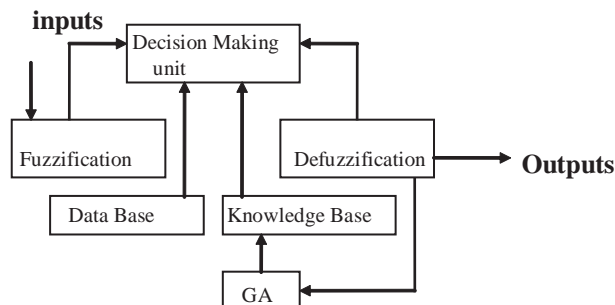 inputs
Decision Making
unit
Fuzzification
Defuzzification
Outputs
Data Base
Knowledge Base
GA